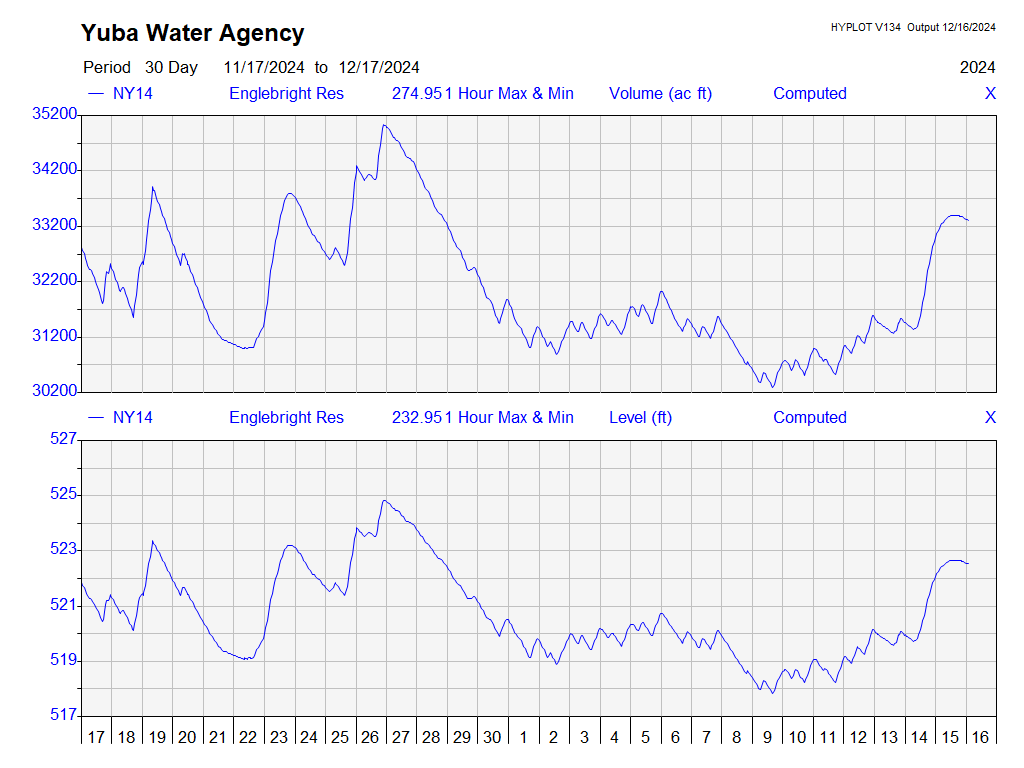 Yuba Water Agency
HYPLOT V134 Output 12/16/2024
Period 30 Day 11/17/2024 to 12/17/2024
2024
NY14 Englebright Res 274.951 Hour Max & Min Volume (ac ft) Computed X
35200
34200
33200
32200
31200
30200
NY14 Englebright Res 232.951 Hour Max & Min Level (ft) Computed X
527
525
523
521
519
517
17 18 19 20 21 22 23 24 25 26 27 28 29 30 1 2 3 4 5 6 7 8 9 10 11 12 13 14 15 16